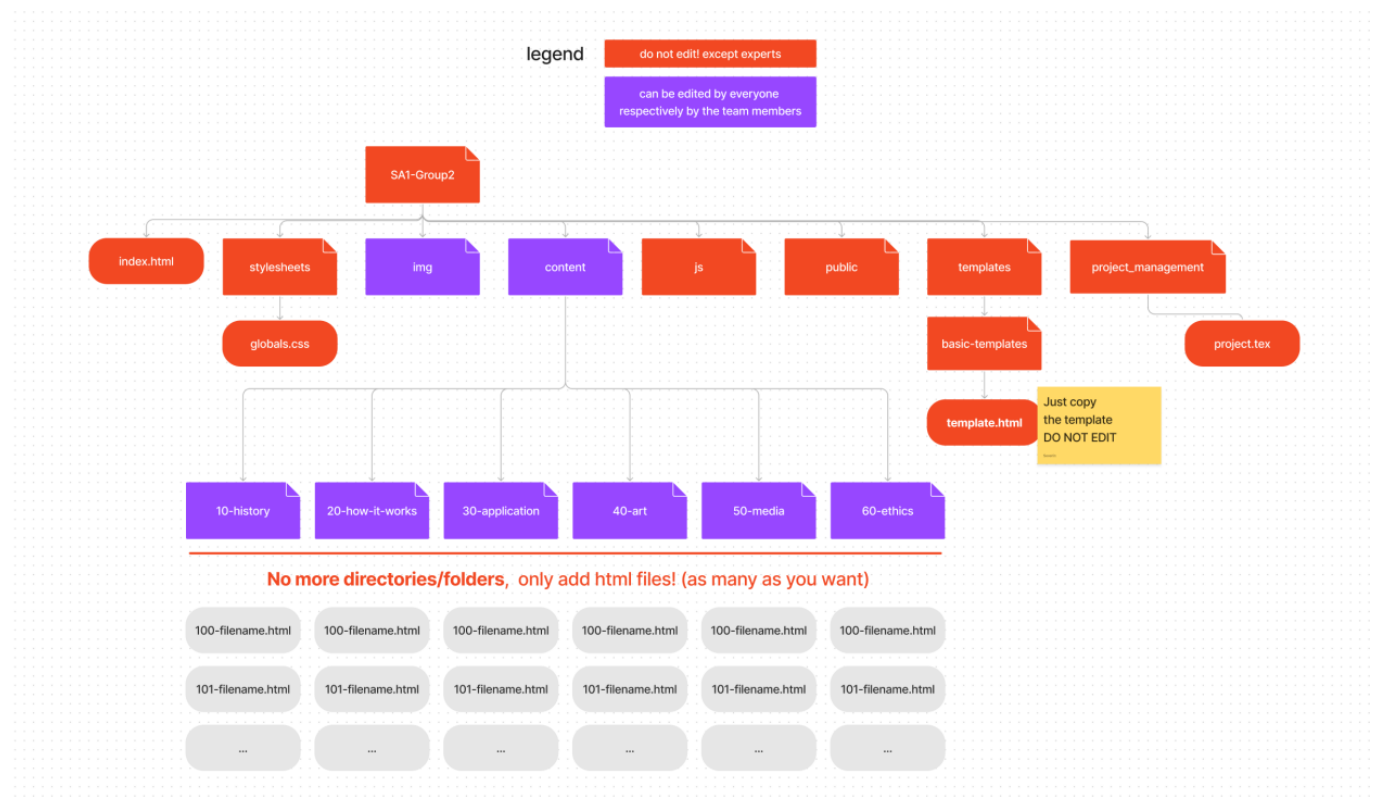 legend
do not edit! except experts
can be edited by everyone
respectively by the team members
SA1-Group2
index.html
stylesheets
img
content
js
public
templates
project_management
globals.css
basic-templates
project.tex
template.html
Just copy
the template
DO NOT EDIT
10-history
20-how-it-works
30-application
40-art
50-media
60-ethics
No more directories/folders, only add html files! (as many as you want)
100-filename.html
100-filename.html
100-filename.html
100-filename.html
100-filename.html
100-filename.html
101-filename.html
101-filename.html
101-filename.html
101-filename.html
101-filename.html
101-filename.html
...
...
...
...
...
...